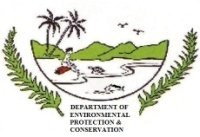 DEPARTMENT OF
ENVIRONMENTAL
PROTECTION &
CONSERVATION